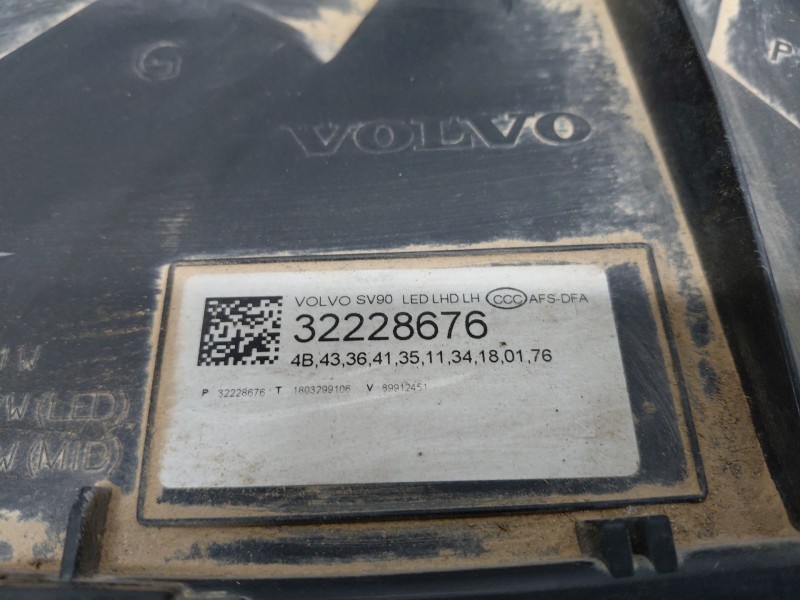 G
P
VOLVO
VOLVO SV90 LED LHD LH CCC AFS-DFA
32228676
4B,43,36,41,35,11,34,18,01,76
P 32228676 T 1803299106 V 89912451
W
W(LED)
W(MID)